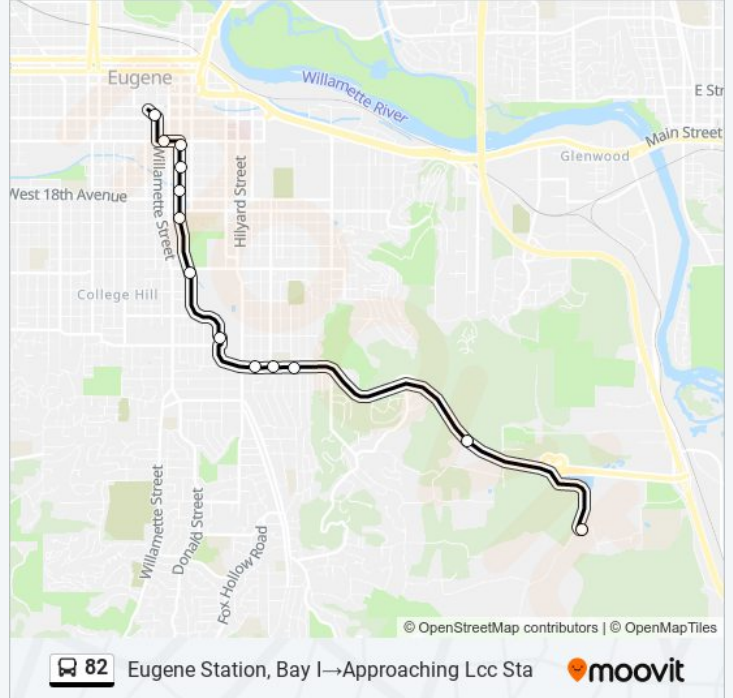 Eugene
Willamette River
E Str
Main Street
Glenwood
Hilyard Street
West 18th Avenue
Willamette Street
College Hill
Willamette Street
Donald Street
Fox Hollow Road
© OpenStreetMap contributors | © OpenMapTiles
82 Eugene Station, Bay I→Approaching Lcc Sta
moovit